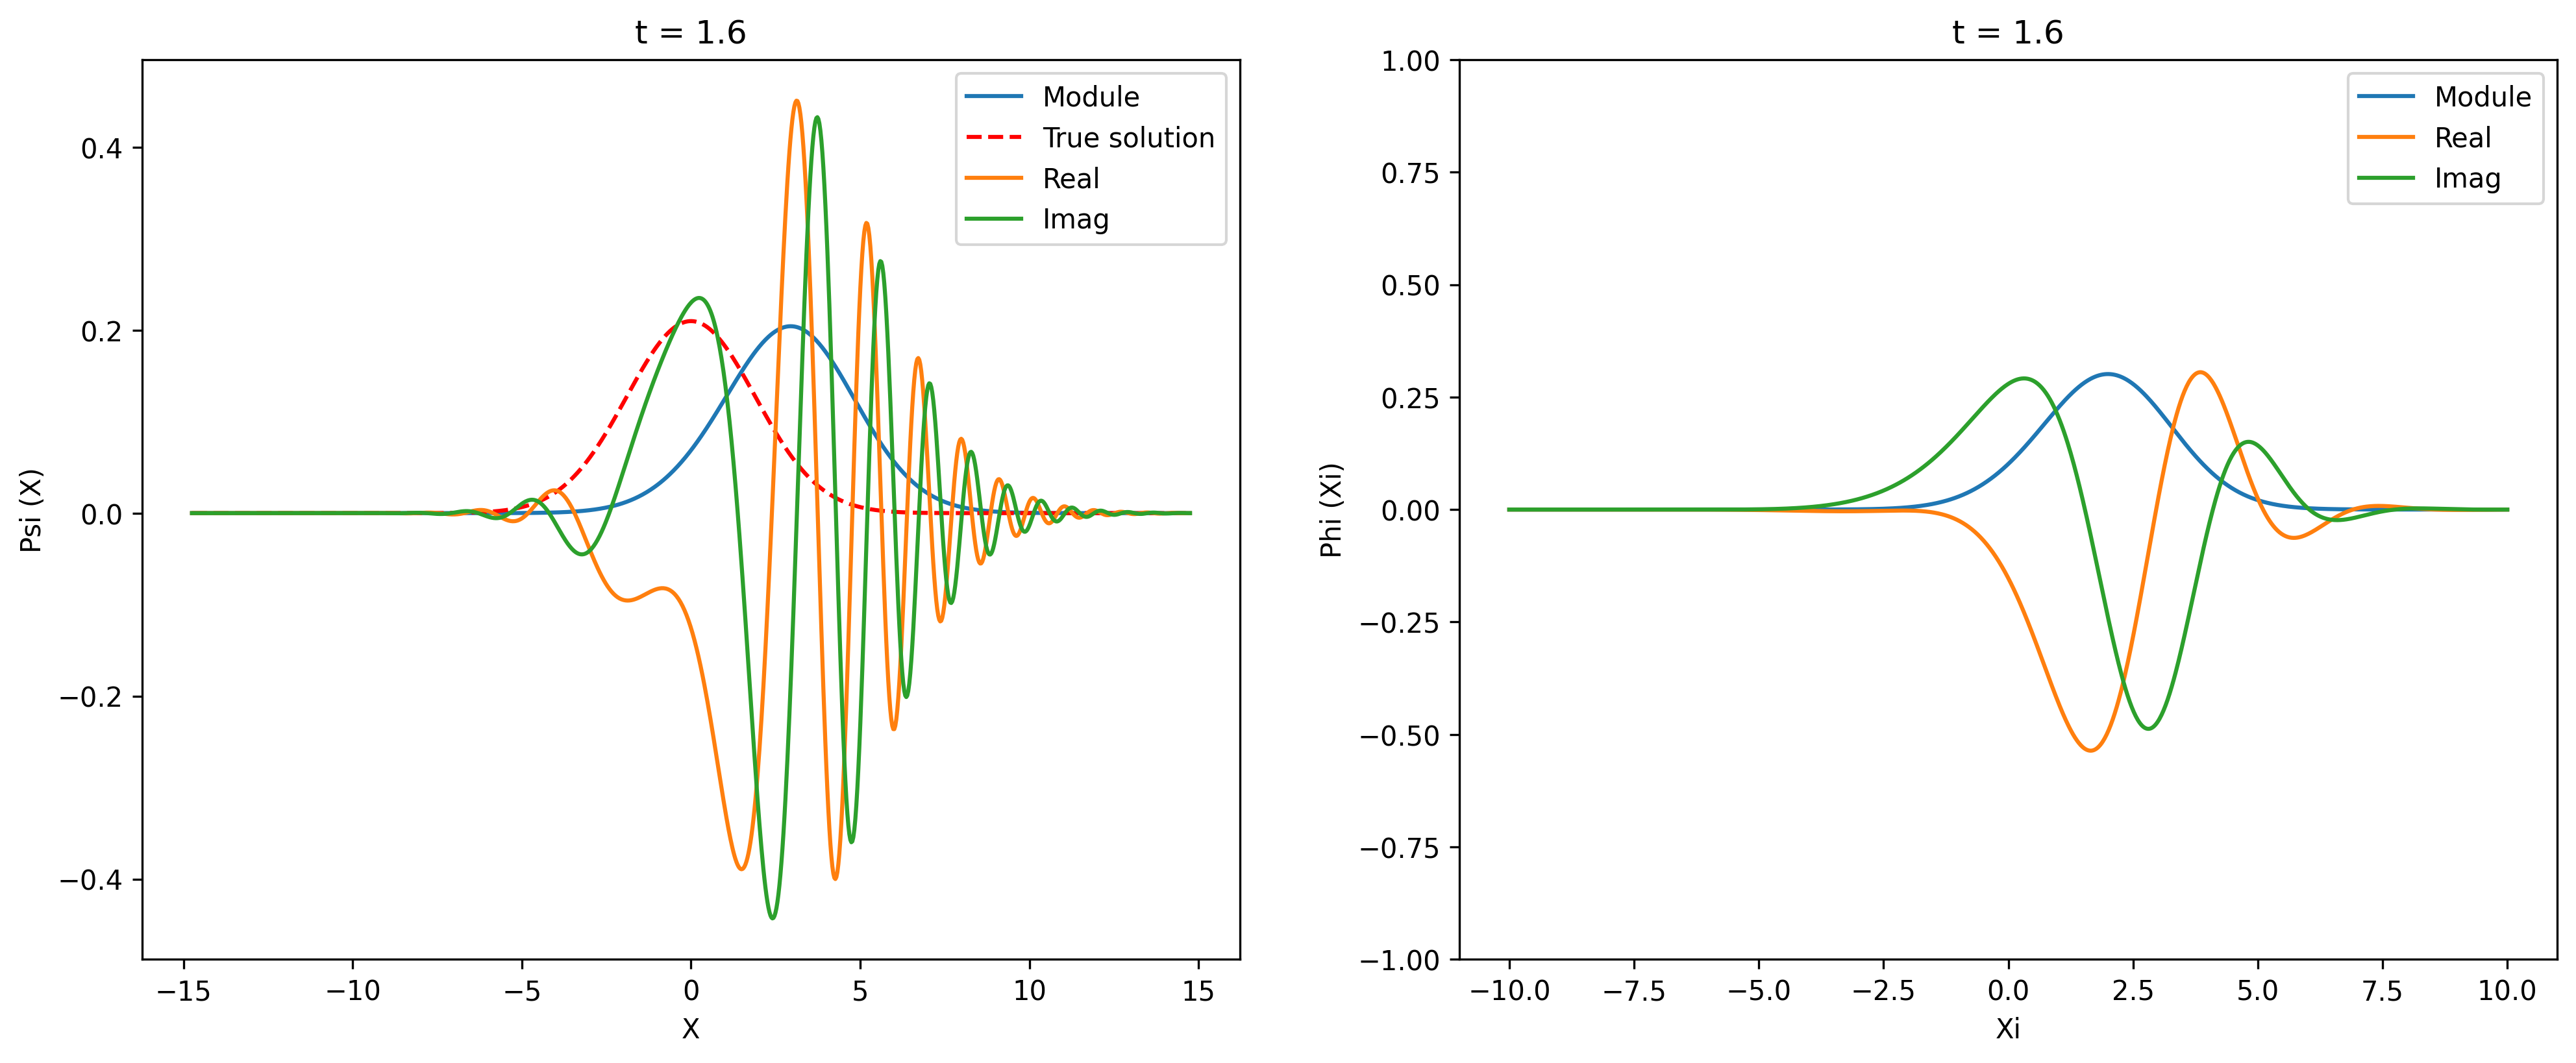 t = 1.6
Psi (X)
0.4
0.2
0.0
−0.2
−0.4
−15
−10
−5
0
5
10
15
X
Module
True solution
Real
Imag
t = 1.6
Phi (Xi)
1.00
0.75
0.50
0.25
0.00
−0.25
−0.50
−0.75
−1.00
−10.0
−7.5
−5.0
−2.5
0.0
2.5
5.0
7.5
10.0
Xi
Module
Real
Imag